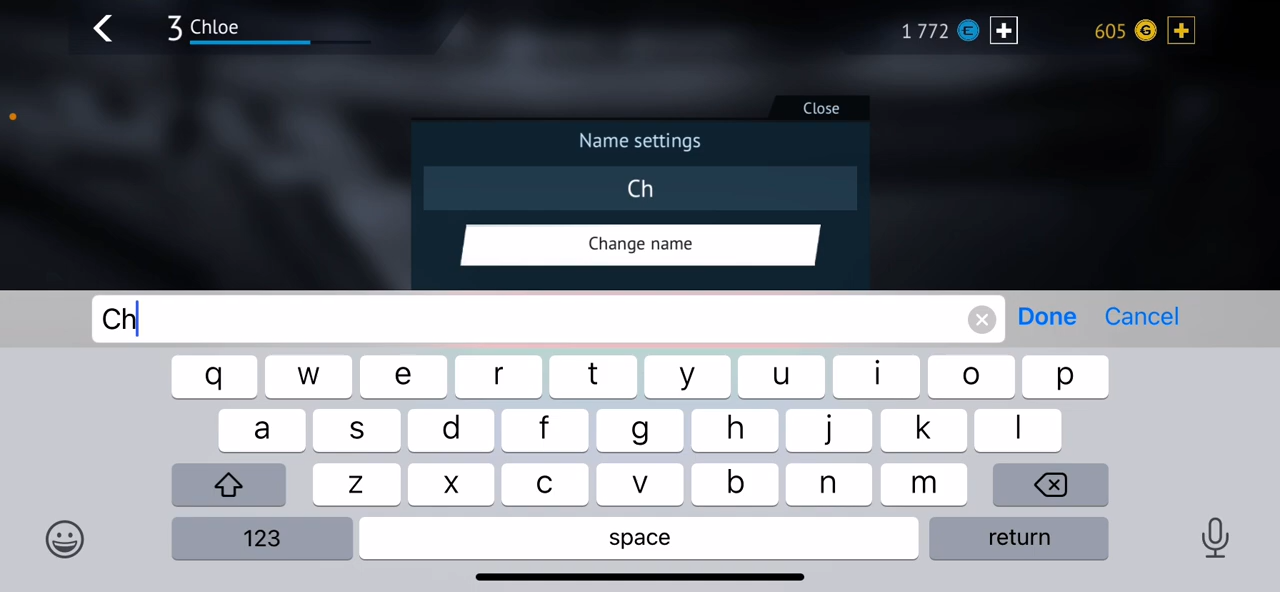 3 Chloe
1 772 E +
605 G +
Close
Name settings
Ch
Change name
Ch
Done
Cancel
q w e r t y u i o p
a s d f g h j k l
z x c v b n m
123
space
return